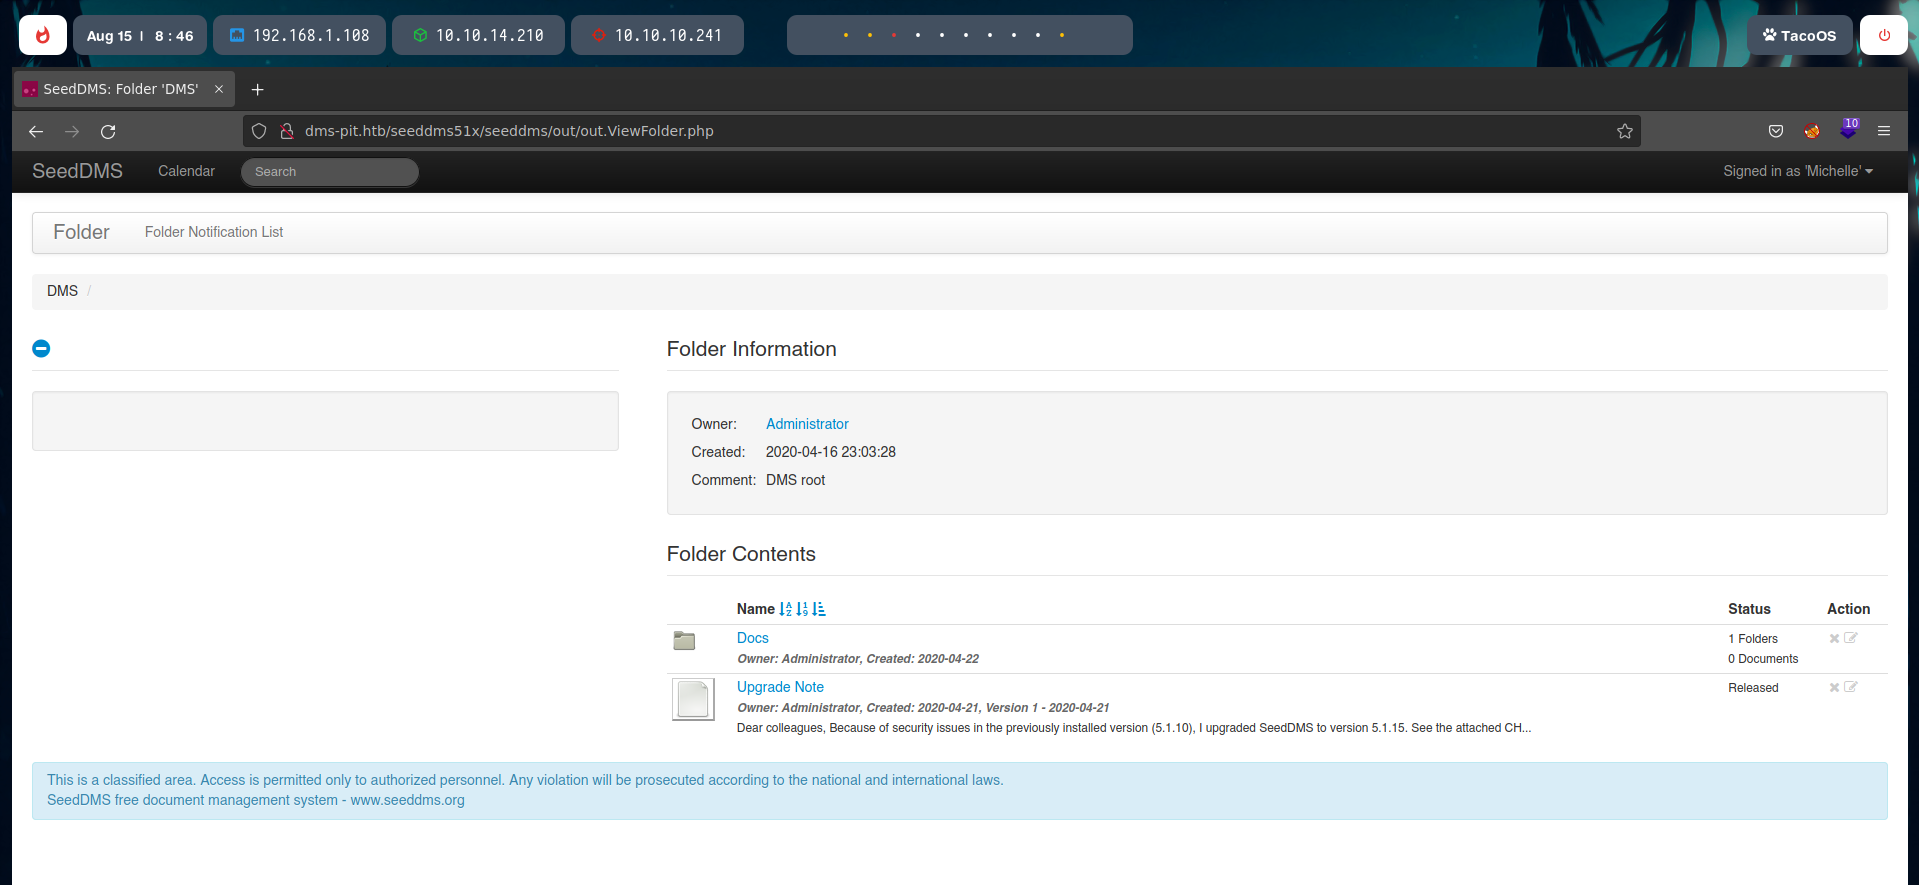 Aug 15 | 8 : 46 192.168.1.108 10.10.14.210 10.10.10.241 TacoOS
SeedDMS: Folder 'DMS'
dms-pit.htb/seeddms51x/seeddms/out/out.ViewFolder.php 10
SeedDMS Calendar Search Signed in as 'Michelle'
Folder Folder Notification List
DMS /
Folder Information
Owner: Administrator
Created: 2020-04-16 23:03:28
Comment: DMS root
Folder Contents
Name Status Action
Docs 1 Folders
Owner: Administrator, Created: 2020-04-22 0 Documents
Upgrade Note Released
Owner: Administrator, Created: 2020-04-21, Version 1 - 2020-04-21
Dear colleagues, Because of security issues in the previously installed version (5.1.10), I upgraded SeedDMS to version 5.1.15. See the attached CH...
This is a classified area. Access is permitted only to authorized personnel. Any violation will be prosecuted according to the national and international laws.
SeedDMS free document management system - www.seeddms.org